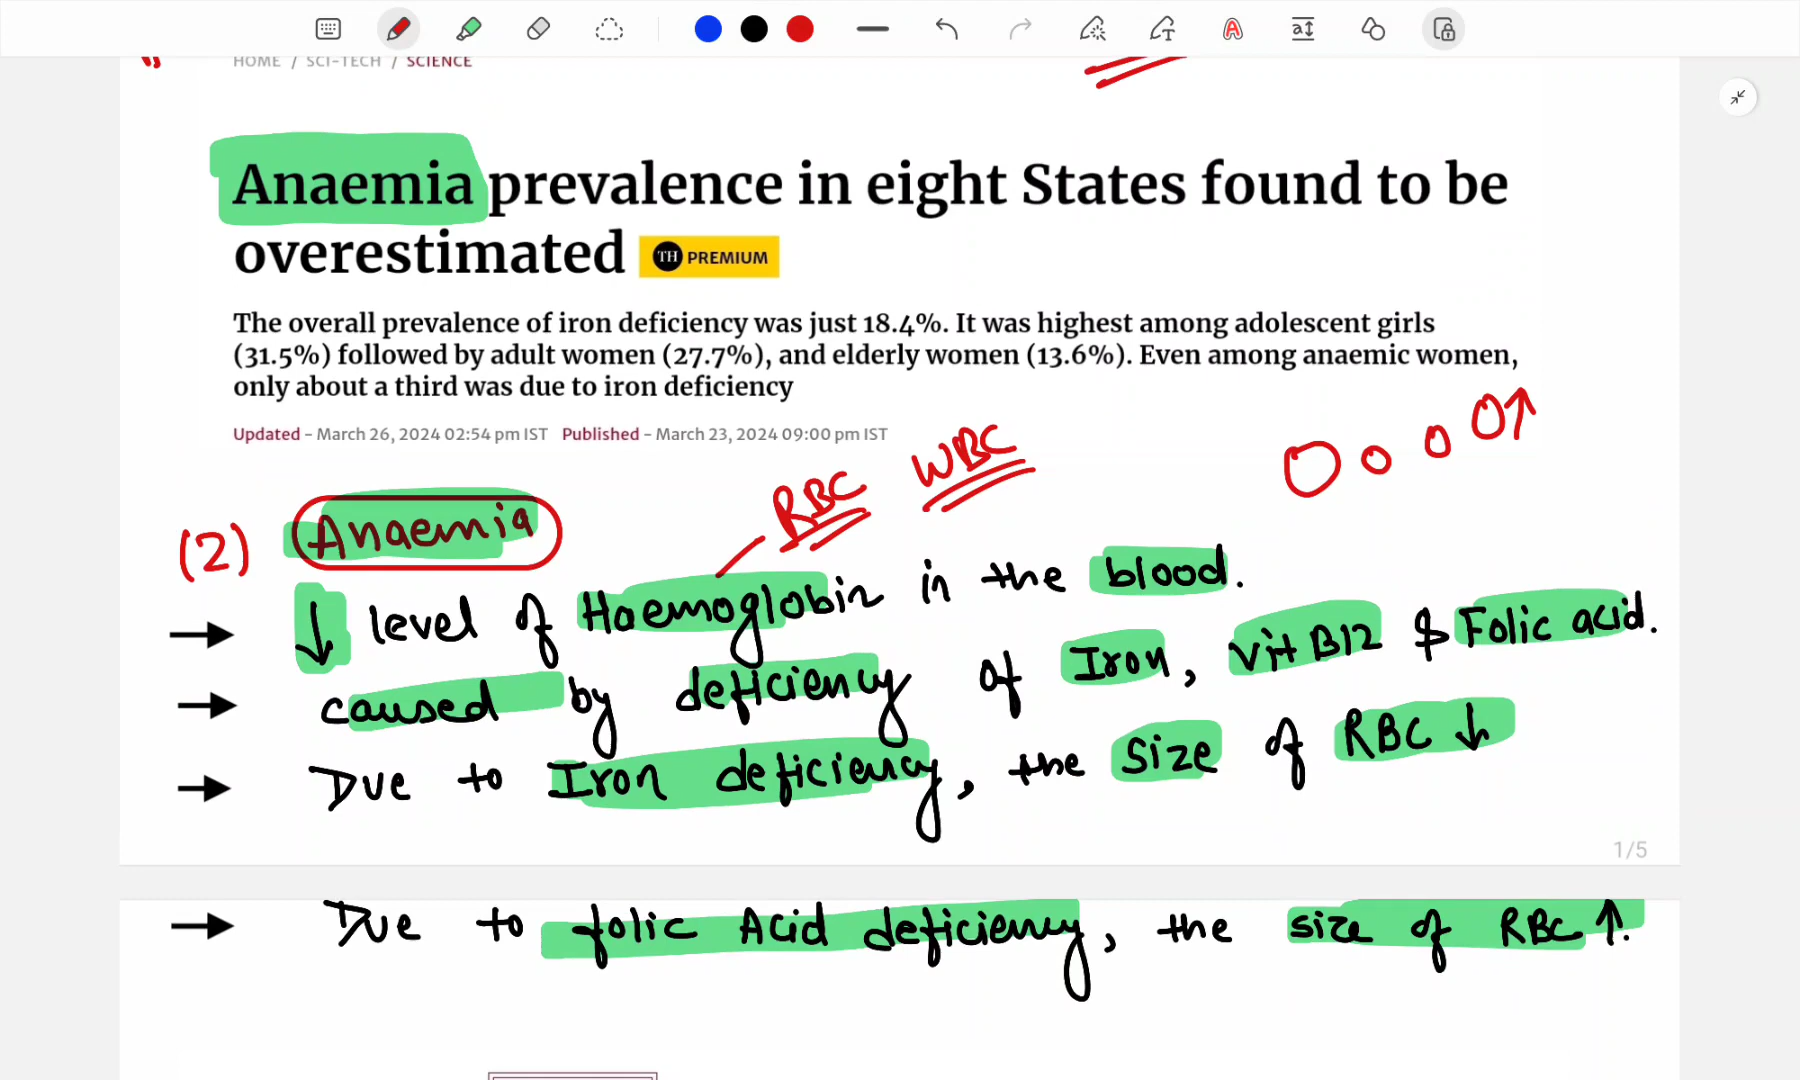 HOME / SCI-TECH / SCIENCE
Anaemia prevalence in eight States found to be
overestimated TH PREMIUM
The overall prevalence of iron deficiency was just 18.4%. It was highest among adolescent girls
(31.5%) followed by adult women (27.7%), and elderly women (13.6%). Even among anaemic women,
only about a third was due to iron deficiency
Updated - March 26, 2024 02:54 pm IST Published - March 23, 2024 09:00 pm IST
RBC WBC
(2) Anaemia
→ ↓ level of Haemoglobin in the blood.
→ caused by deficiency of Iron, vit B12 & Folic acid.
→ Due to Iron deficiency, the size of RBC ↓
1/5
→ Due to folic Acid deficiency, the size of RBC ↑.